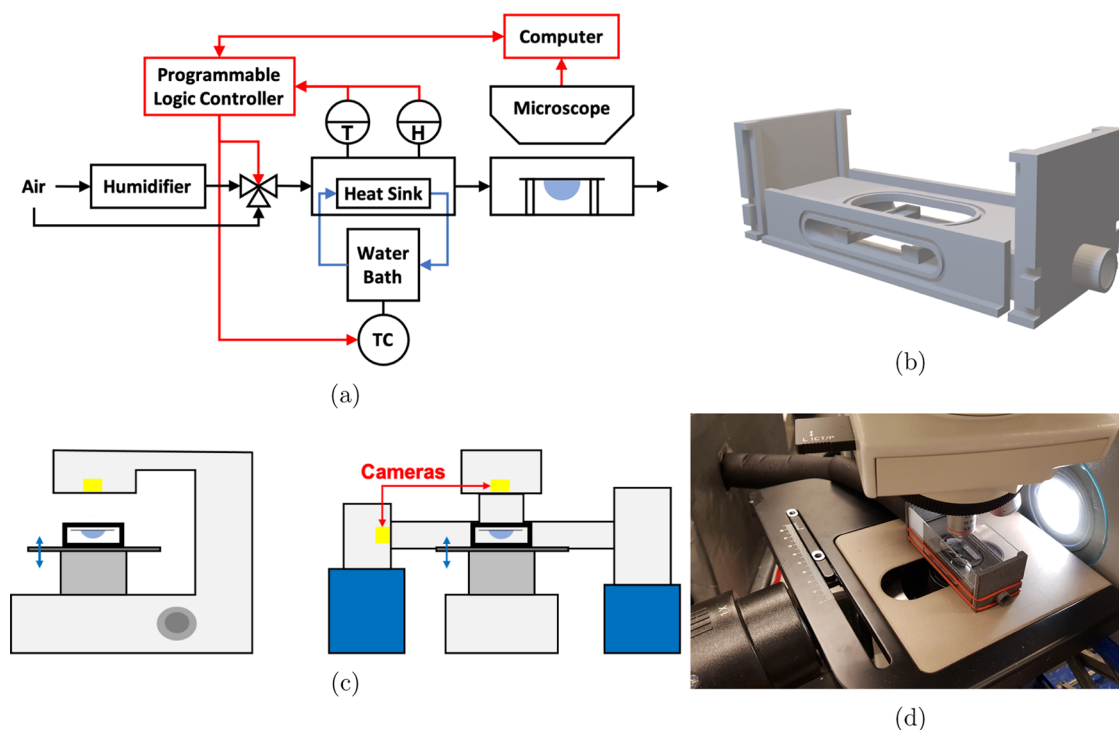 Computer
Programmable
Logic Controller
Microscope
T
H
Air
Humidifier
Heat Sink
Water
Bath
TC
(a)
(b)
Cameras
(c)
(d)